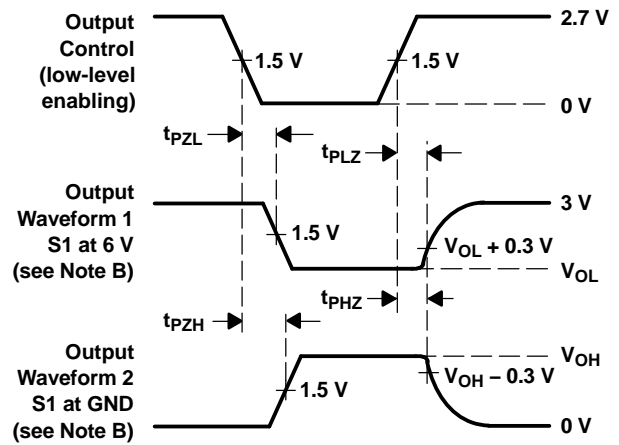 Output
Control
(low-level
enabling)
2.7 V
1.5 V
1.5 V
0 V
tPZL
tPLZ
Output
Waveform 1
S1 at 6 V
(see Note B)
3 V
1.5 V
VOL + 0.3 V
VOL
tPHZ
tPZH
Output
Waveform 2
S1 at GND
(see Note B)
VOH
VOH – 0.3 V
1.5 V
0 V